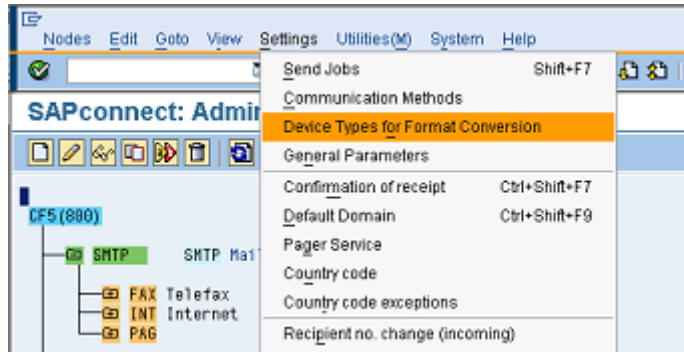 Nodes Edit Goto View Settings Utilities(M) System Help
Send Jobs Shift+F7
Communication Methods
SAPconnect: Admi
Device Types for Format Conversion
General Parameters
Confirmation of receipt Ctrl+Shift+F7
CF5(800)
Default Domain Ctrl+Shift+F9
Pager Service
SMTP SMTP Mail
Country code
FAX Telefax
INT Internet
Country code exceptions
PAG
Recipient no. change (incoming)